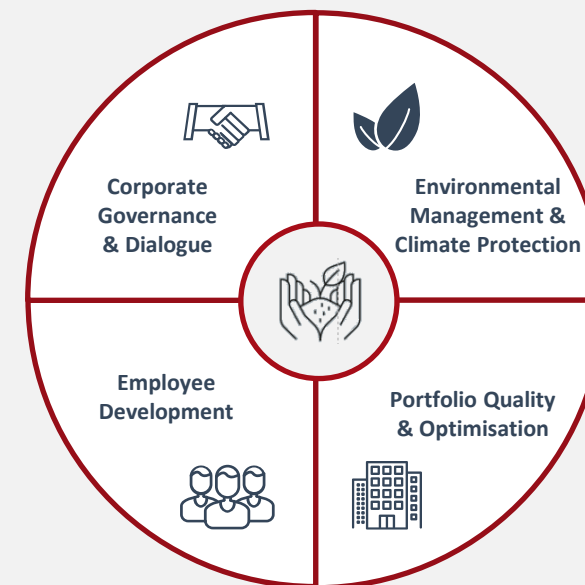 Corporate
Governance
& Dialogue
Environmental
Management &
Climate Protection
Employee
Development
Portfolio Quality
& Optimisation